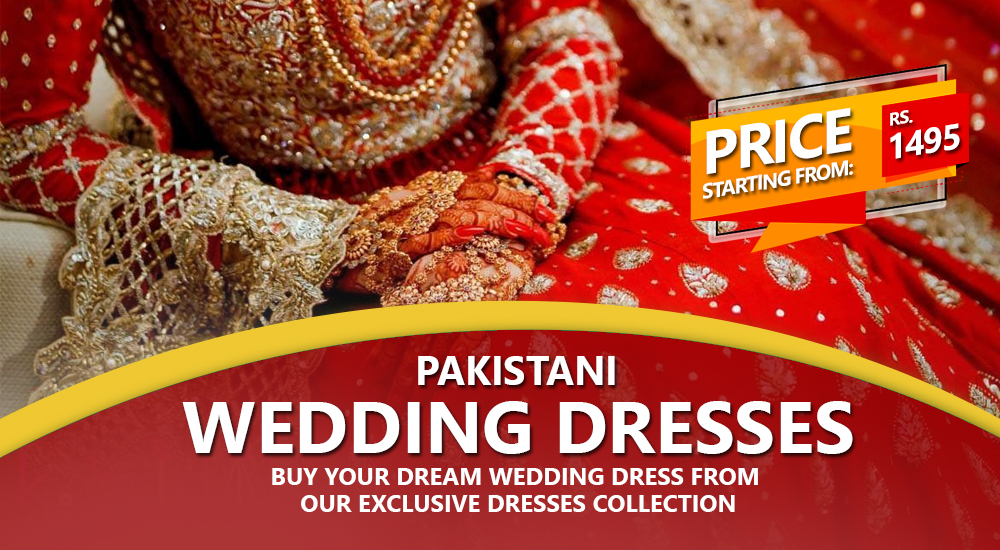 PRICE
STARTING FROM:
RS.
1495
PAKISTANI
WEDDING DRESSES
BUY YOUR DREAM WEDDING DRESS FROM
OUR EXCLUSIVE DRESSES COLLECTION